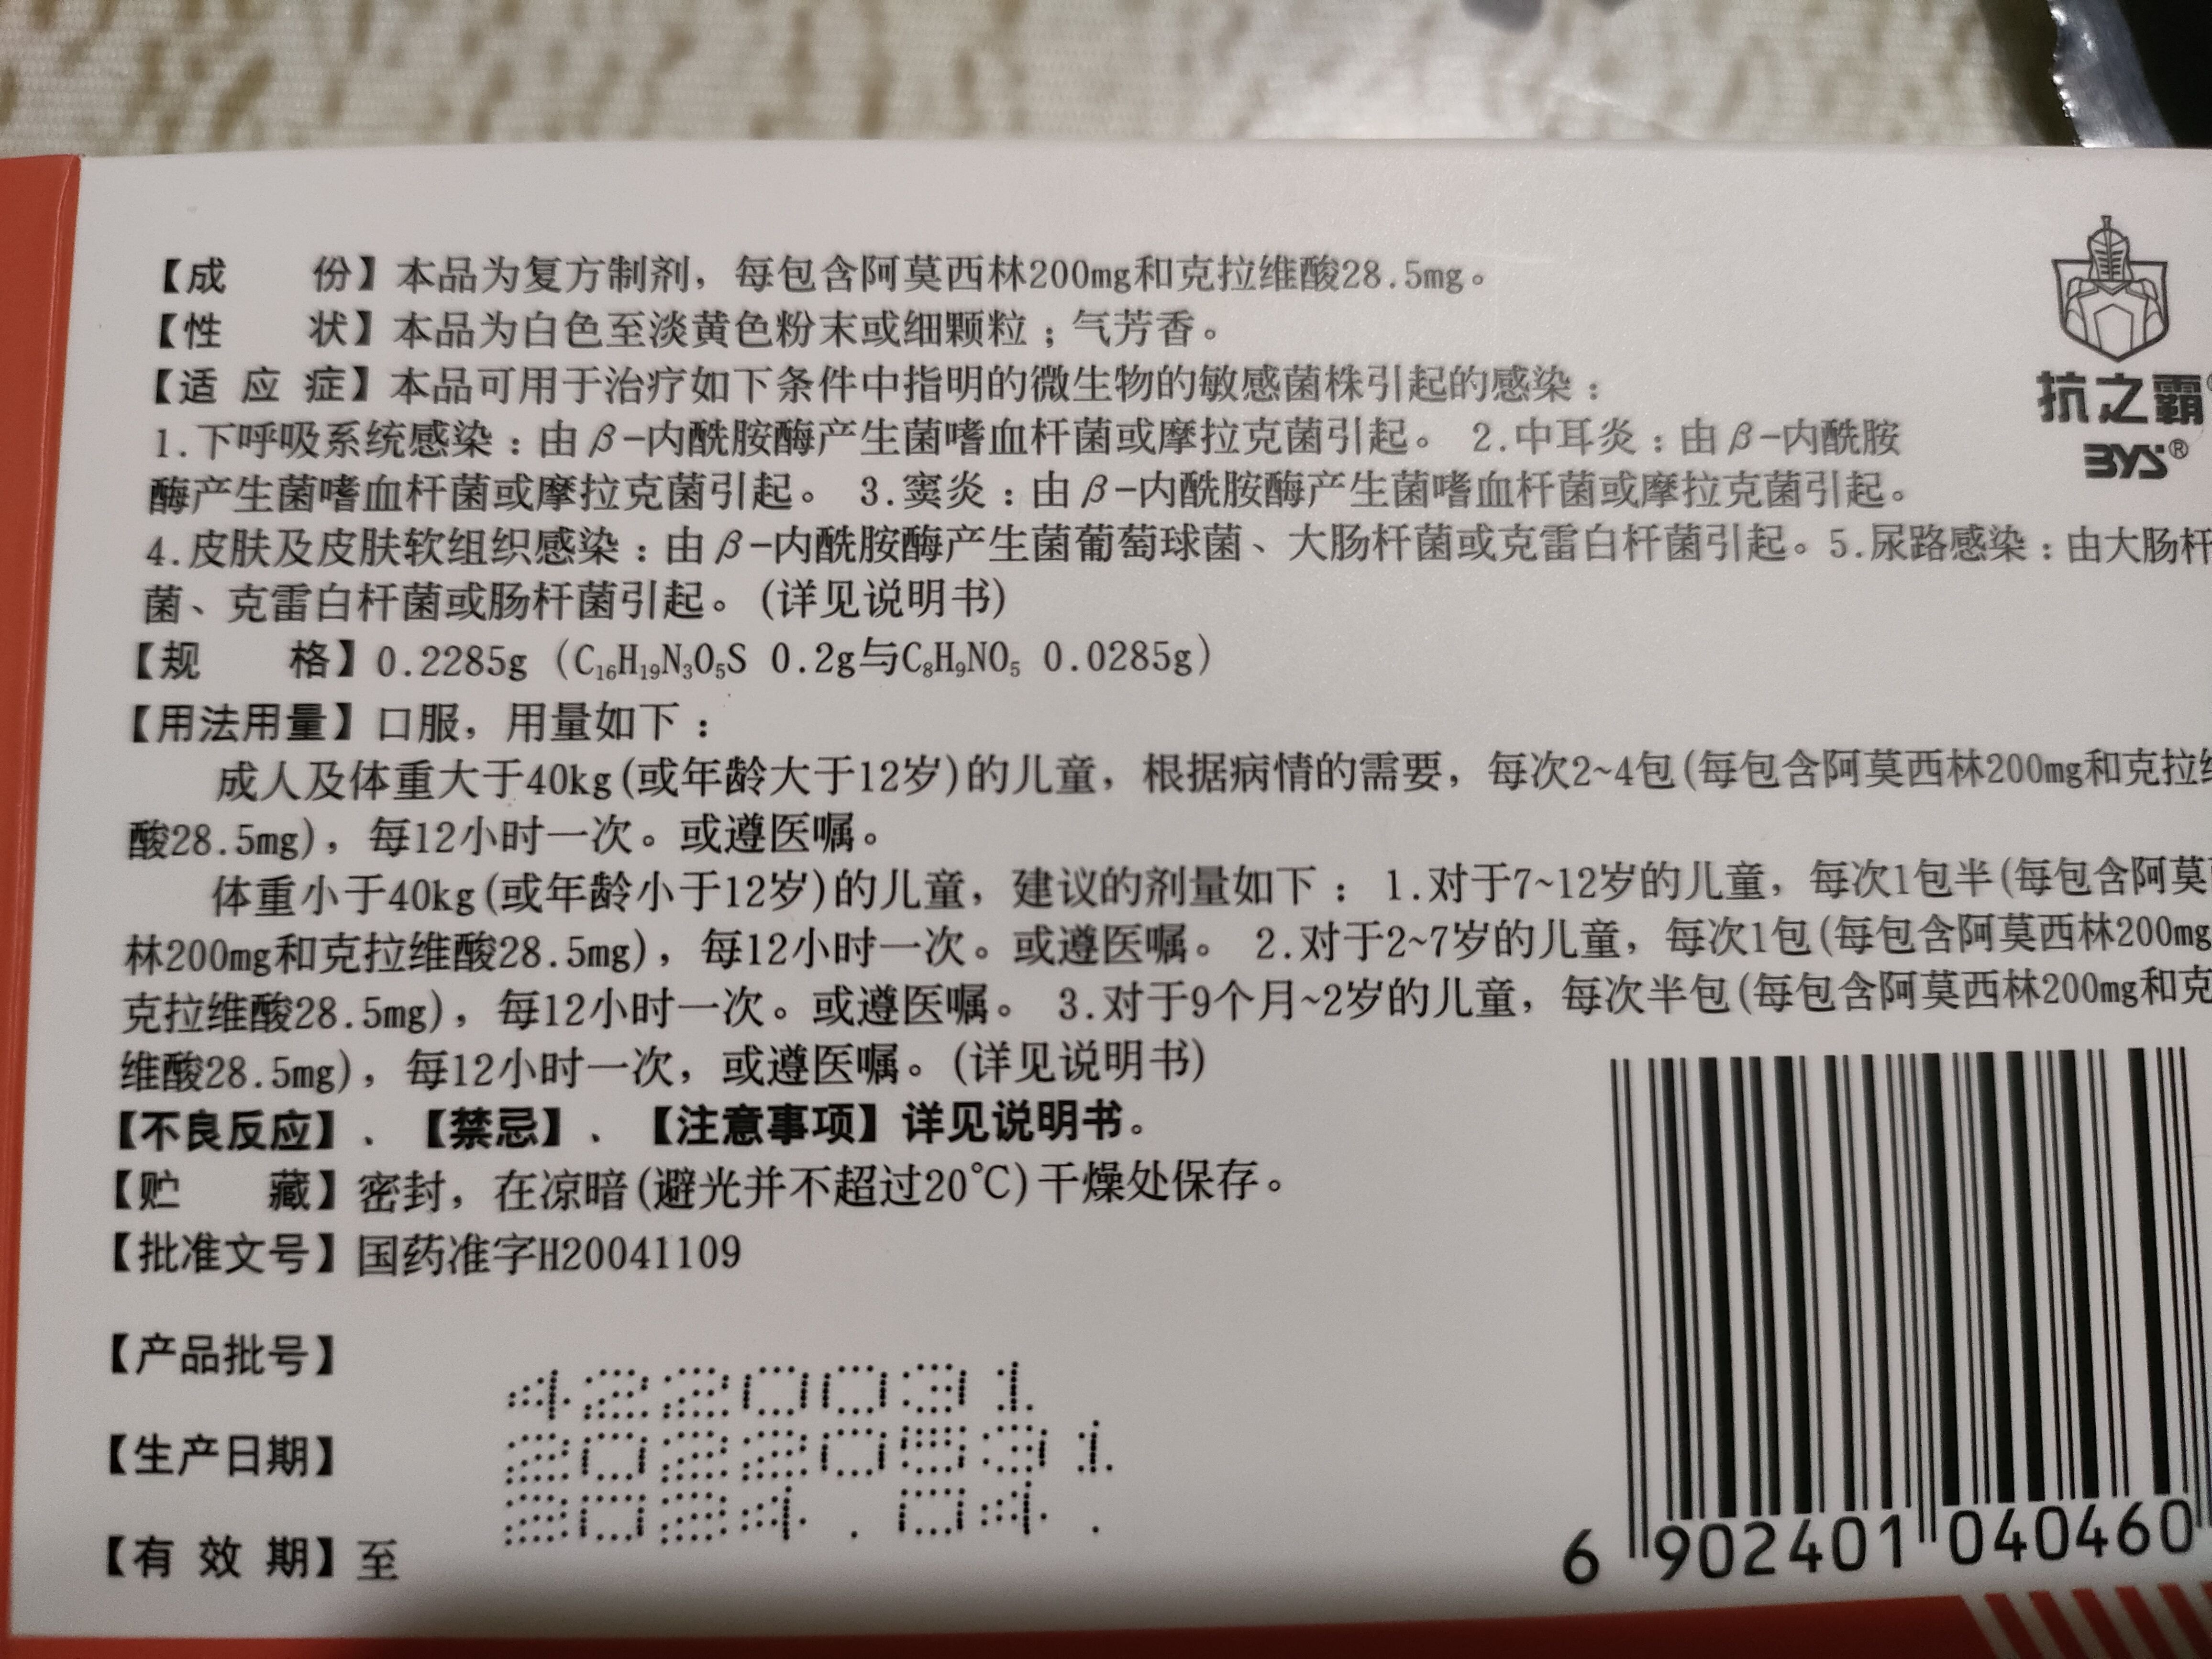 【成 份】本品为复方制剂，每包含阿莫西林200mg和克拉维酸28.5mg。
【性 状】本品为白色至淡黄色粉末或细颗粒；气芳香。
【适 应 症】本品可用于治疗如下条件中指明的微生物的敏感菌株引起的感染：
1.下呼吸系统感染：由β-内酰胺酶产生菌嗜血杆菌或摩拉克菌引起。 2.中耳炎：由β-内酰胺
酶产生菌嗜血杆菌或摩拉克菌引起。 3.窦炎：由β-内酰胺酶产生菌嗜血杆菌或摩拉克菌引起。
4.皮肤及皮肤软组织感染：由β-内酰胺酶产生菌葡萄球菌、大肠杆菌或克雷白杆菌引起。5.尿路感染：由大肠杆
菌、克雷白杆菌或肠杆菌引起。(详见说明书)
【规 格】0.2285g（C₁₆H₁₉N₃O₅S 0.2g与C₈H₉NO₅ 0.0285g）
【用法用量】口服，用量如下：
成人及体重大于40kg(或年龄大于12岁)的儿童，根据病情的需要，每次2~4包(每包含阿莫西林200mg和克拉维
酸28.5mg)，每12小时一次。或遵医嘱。
体重小于40kg(或年龄小于12岁)的儿童，建议的剂量如下：1.对于7~12岁的儿童，每次1包半(每包含阿莫西
林200mg和克拉维酸28.5mg)，每12小时一次。或遵医嘱。 2.对于2~7岁的儿童，每次1包(每包含阿莫西林200mg
克拉维酸28.5mg)，每12小时一次。或遵医嘱。 3.对于9个月~2岁的儿童，每次半包(每包含阿莫西林200mg和克
维酸28.5mg)，每12小时一次，或遵医嘱。(详见说明书)
【不良反应】、【禁忌】、【注意事项】详见说明书。
【贮 藏】密封，在凉暗(避光并不超过20℃)干燥处保存。
【批准文号】国药准字H20041109
【产品批号】 4220031
【生产日期】 20220531
【有 效 期】至 2024.04.
抗之霸
BYS®
6 902401 040460